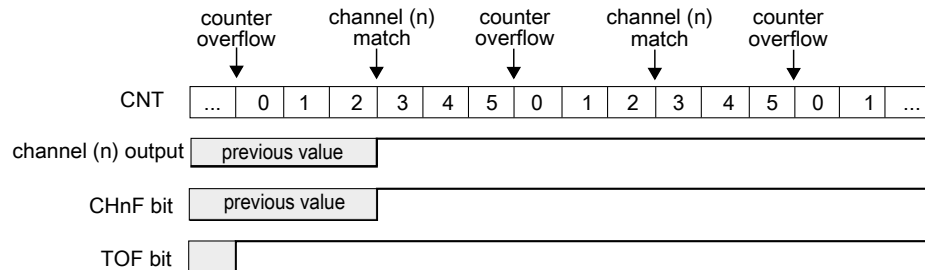 counter overflow
channel (n) match
counter overflow
channel (n) match
counter overflow
CNT ... 0 1 2 3 4 5 0 1 2 3 4 5 0 1 ...
channel (n) output previous value
CHnF bit previous value
TOF bit